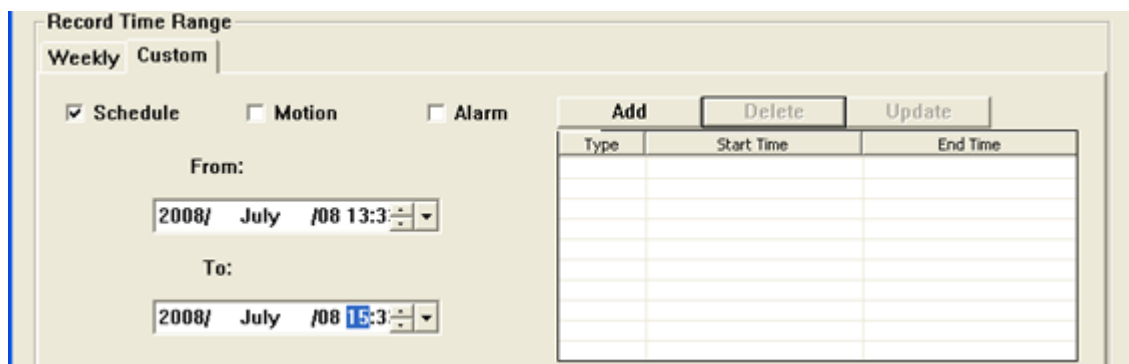 Record Time Range
Weekly Custom
Schedule Motion Alarm
Add Delete Update
Type Start Time End Time
From:
2008/ July /08 13:3
To:
2008/ July /08 15:3